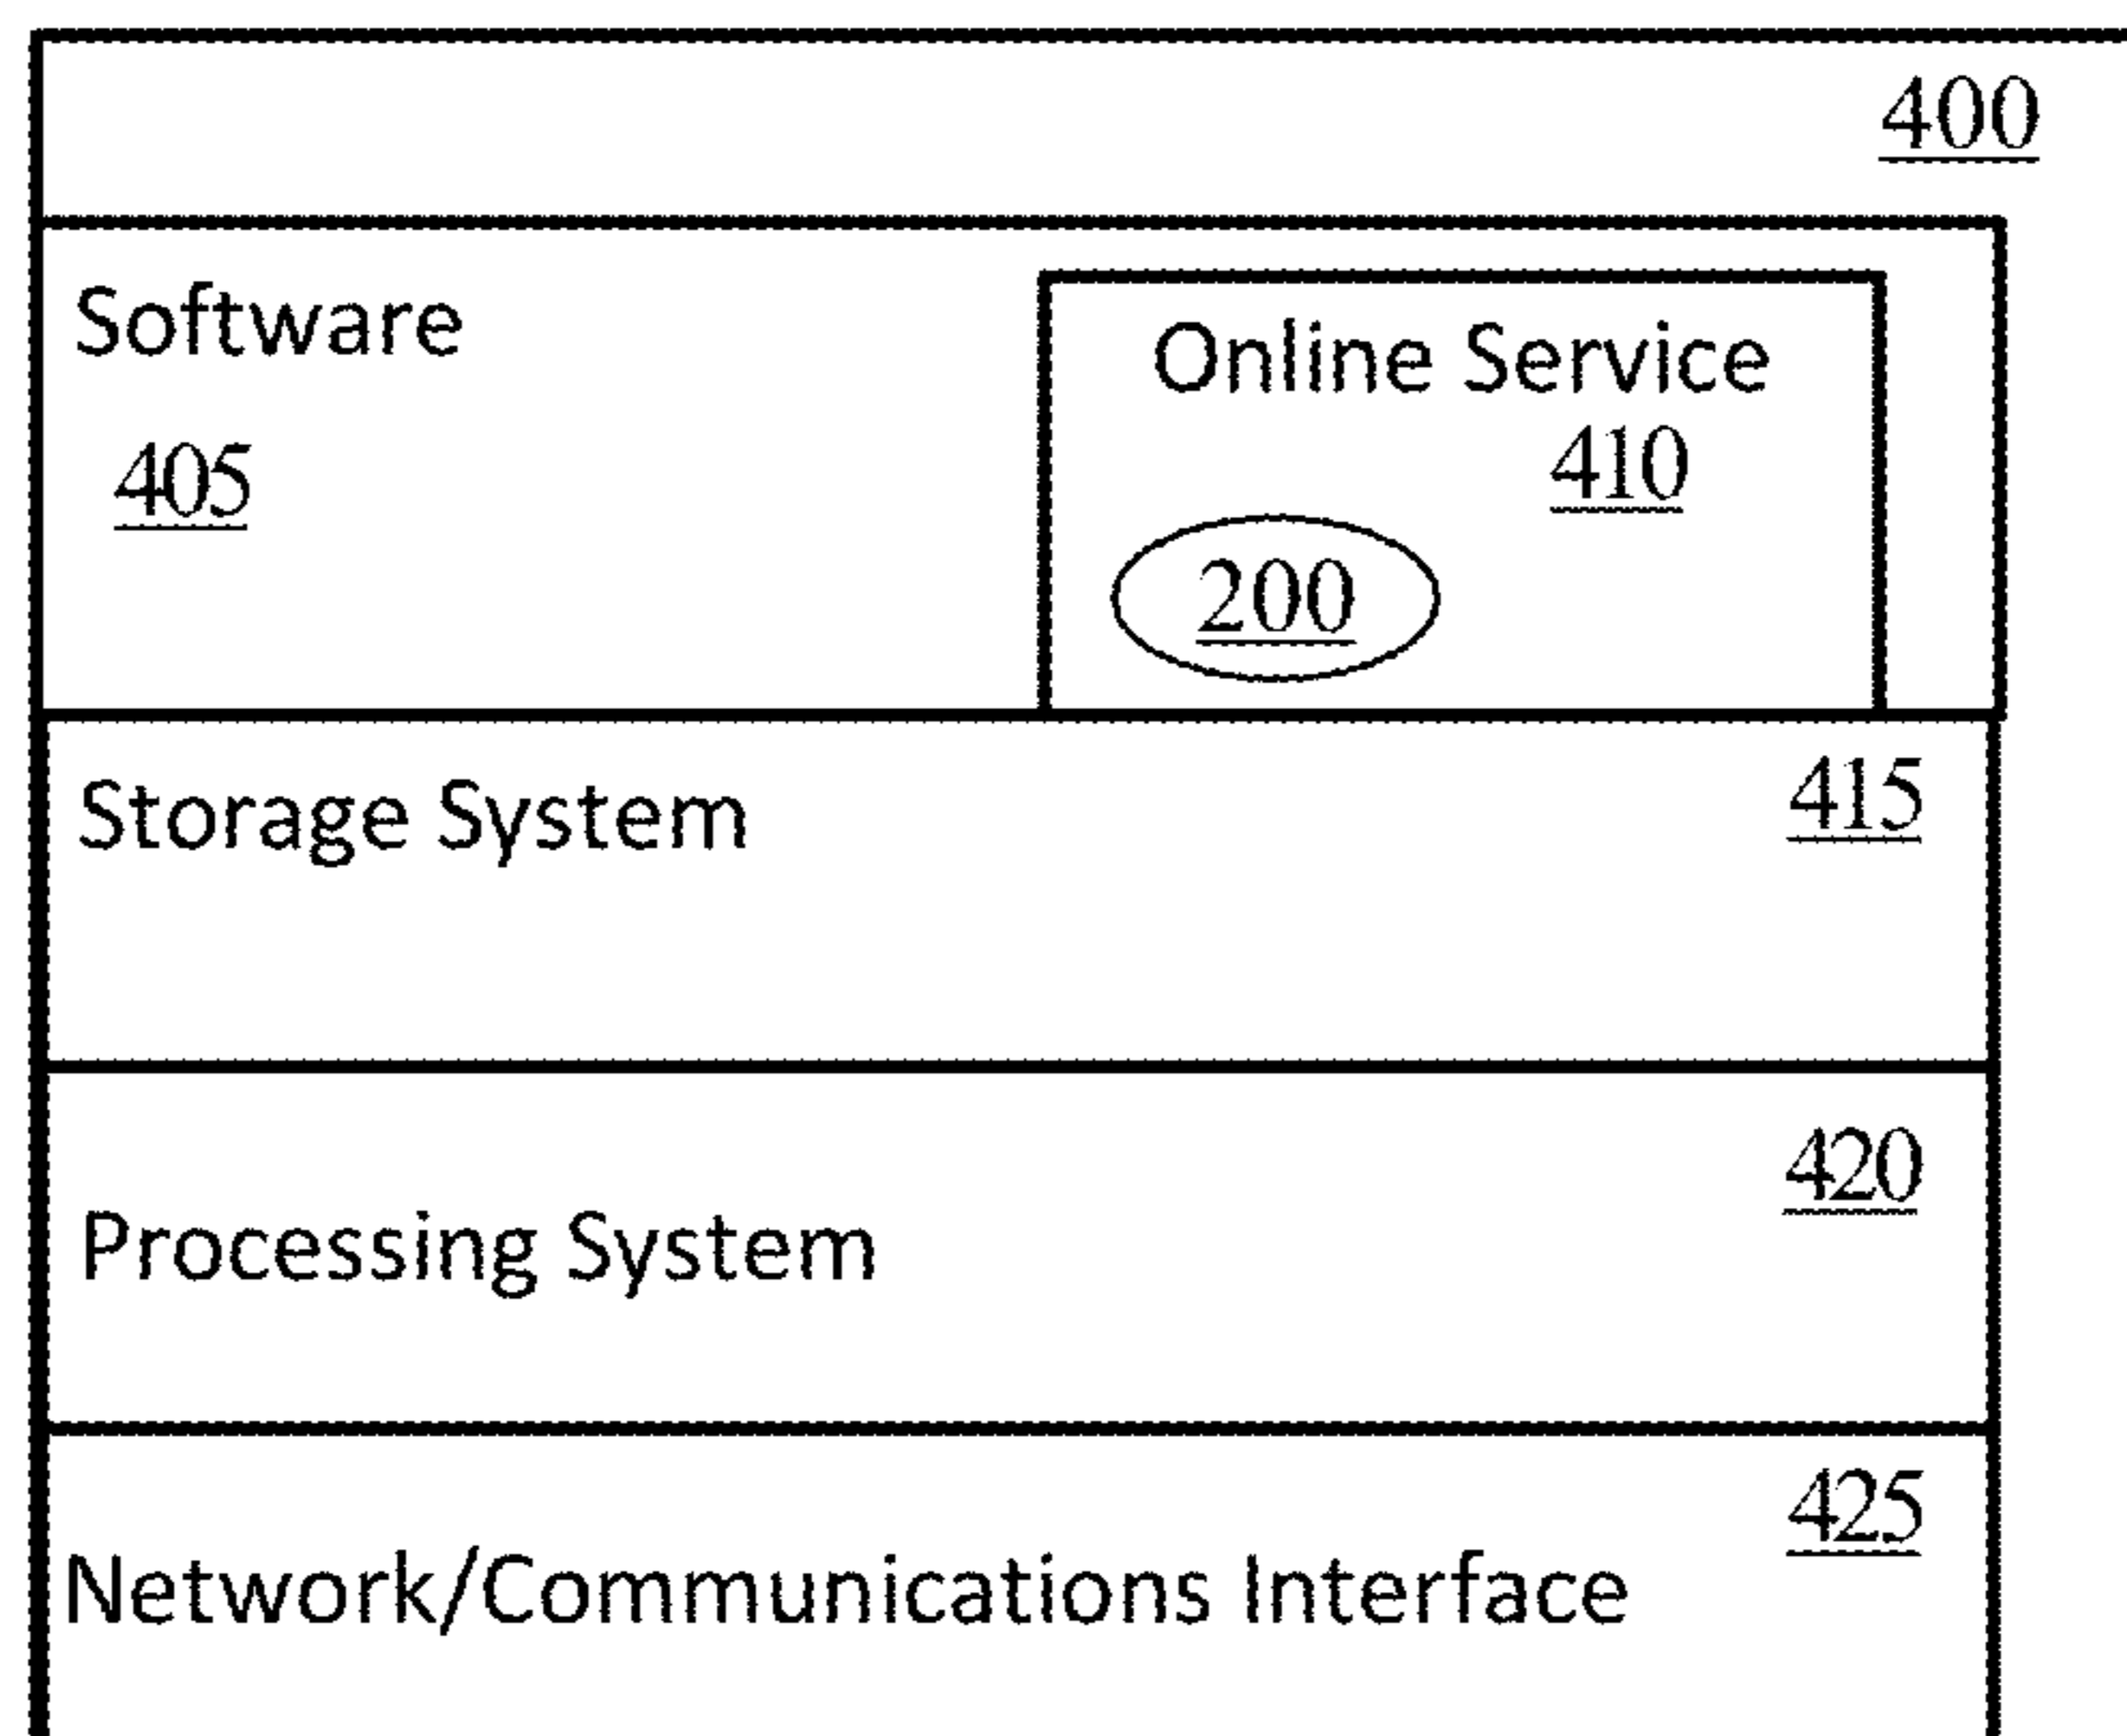 400
Software
405
Online Service
410
200
Storage System
415
Processing System
420
Network/Communications Interface
425